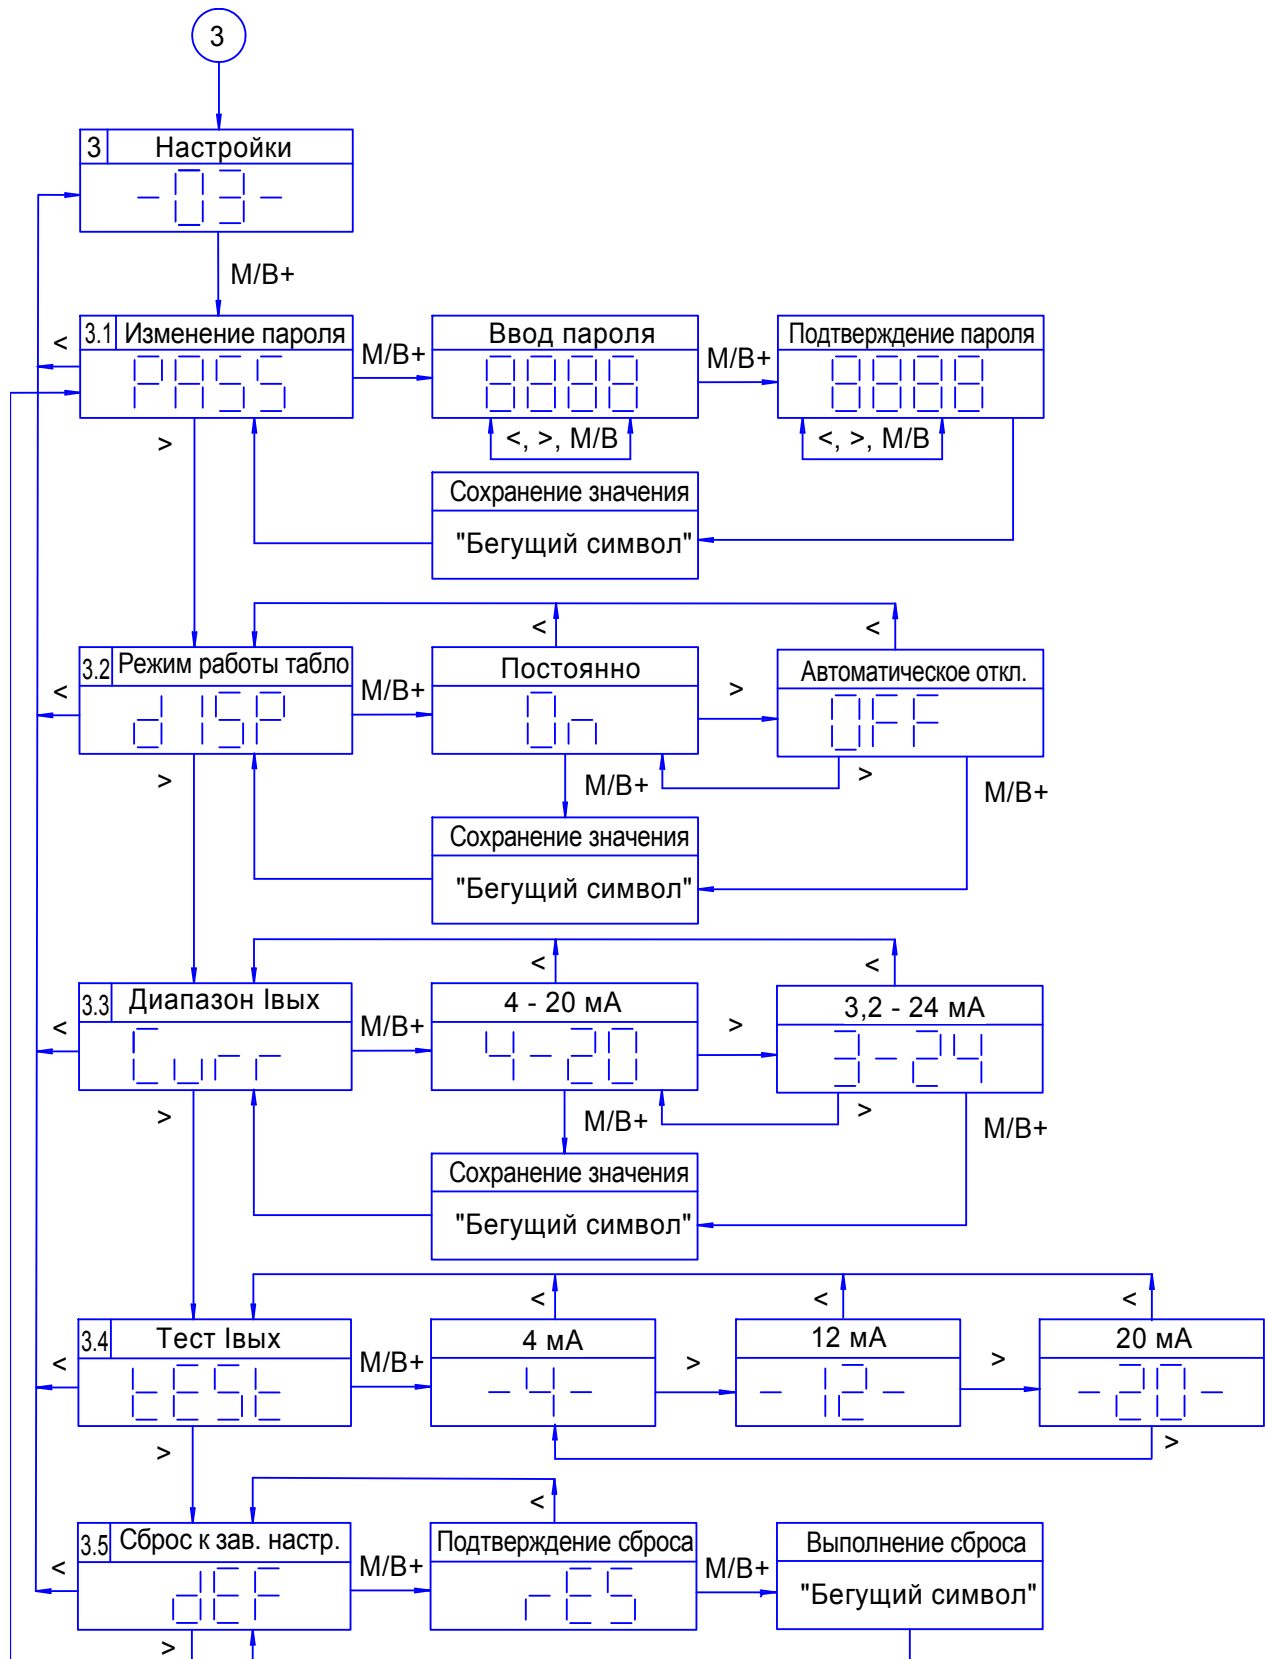 3
3 Настройки
-03-
М/В+
< 3.1 Изменение пароля М/В+ Ввод пароля М/В+ Подтверждение пароля
PASS 8888 8888
> <, >, М/В <, >, М/В
Сохранение значения
"Бегущий символ"
< <
< 3.2 Режим работы табло М/В+ Постоянно > Автоматическое откл.
dISP On OFF
> М/В+ > М/В+
Сохранение значения
"Бегущий символ"
< <
< 3.3 Диапазон Iвых М/В+ 4 - 20 мА > 3,2 - 24 мА
Curr 4-20 3-24
> М/В+ > М/В+
Сохранение значения
"Бегущий символ"
< < <
< 3.4 Тест Iвых М/В+ 4 мА > 12 мА > 20 мА
tESt -4- -12- -20-
> >
<
< 3.5 Сброс к зав. настр. М/В+ Подтверждение сброса М/В+ Выполнение сброса
dEF rES "Бегущий символ"
>